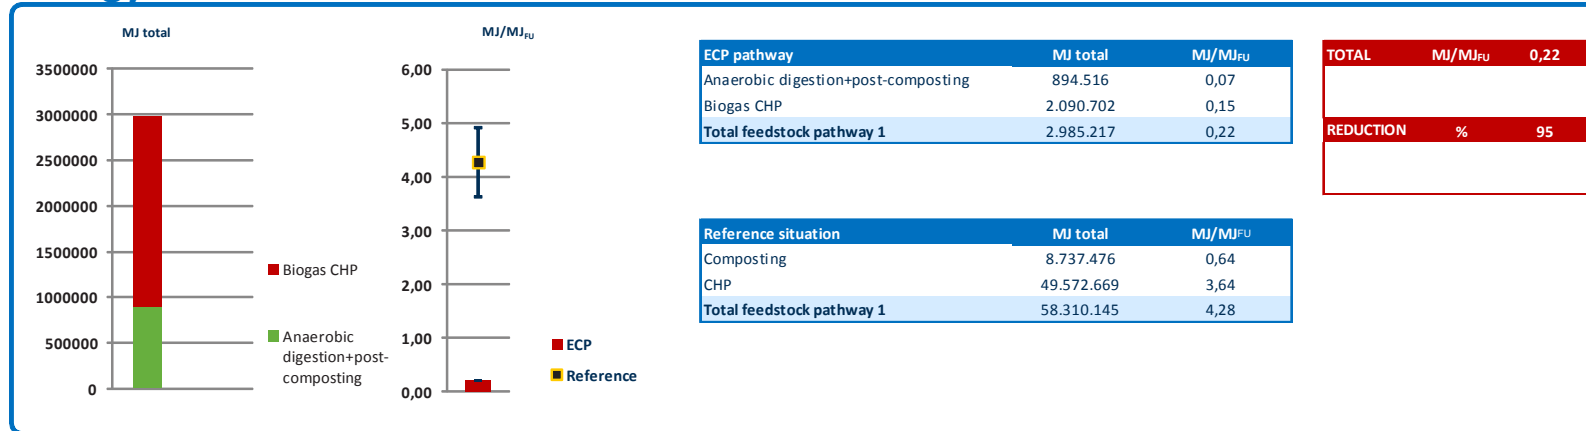 MJ total
3500000
3000000
2500000
2000000
1500000
1000000
500000
0
Biogas CHP
Anaerobic
digestion+post-
composting
MJ/MJFU
6,00
5,00
4,00
3,00
2,00
1,00
0,00
ECP
Reference
ECP pathway MJ total MJ/MJFU
Anaerobic digestion+post-composting 894.516 0,07
Biogas CHP 2.090.702 0,15
Total feedstock pathway 1 2.985.217 0,22
Reference situation MJ total MJ/MJFU
Composting 8.737.476 0,64
CHP 49.572.669 3,64
Total feedstock pathway 1 58.310.145 4,28
TOTAL MJ/MJFU 0,22
REDUCTION % 95